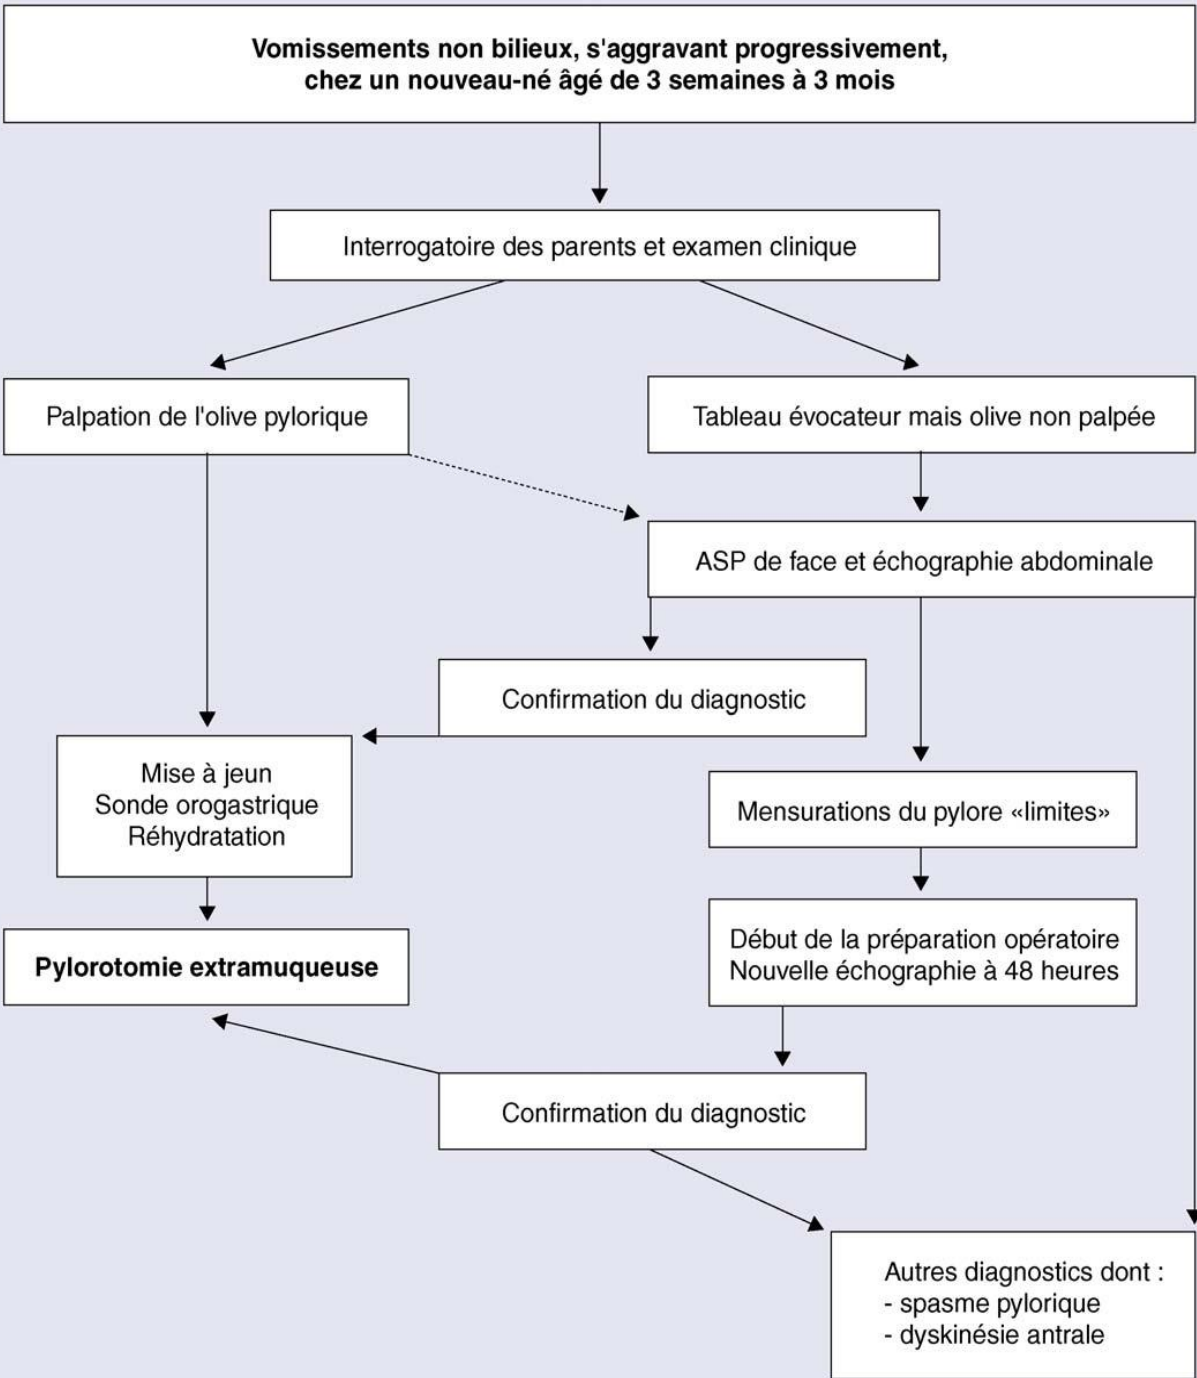 Vomissements non bilieux, s'aggravant progressivement,
chez un nouveau-né âgé de 3 semaines à 3 mois
Interrogatoire des parents et examen clinique
Palpation de l'olive pylorique
Tableau évocateur mais olive non palpée
ASP de face et échographie abdominale
Confirmation du diagnostic
Mise à jeun
Sonde orogastrique
Réhydratation
Mensurations du pylore «limites»
Début de la préparation opératoire
Nouvelle échographie à 48 heures
Pylorotomie extramuqueuse
Confirmation du diagnostic
Autres diagnostics dont :
- spasme pylorique
- dyskinésie antrale